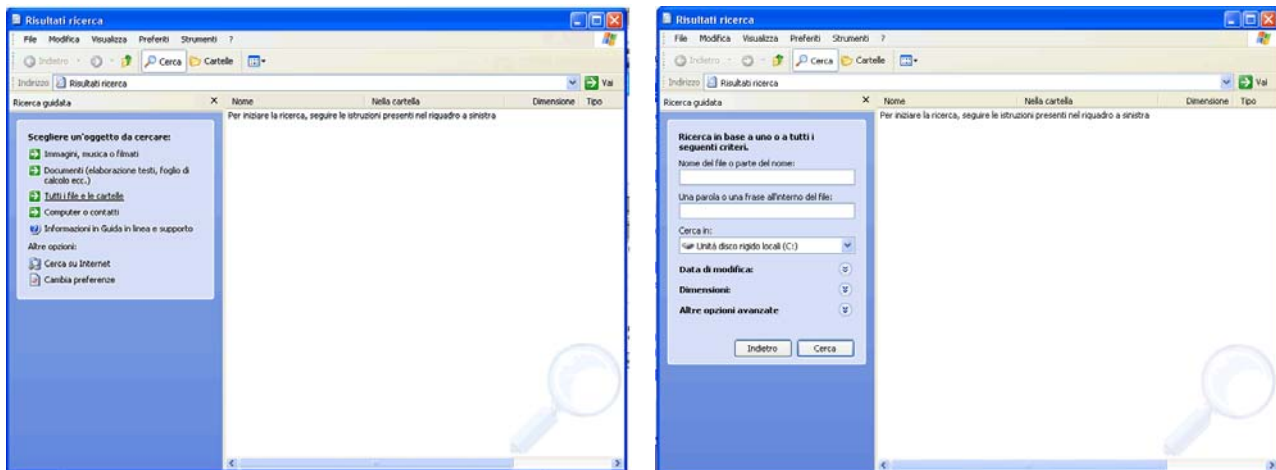 Risultati ricerca
File Modifica Visualizza Preferiti Strumenti ?
Indietro Cerca Cartelle
Indirizzo Risultati ricerca Vai
Ricerca guidata X Nome Nella cartella Dimensione Tipo
Per iniziare la ricerca, seguire le istruzioni presenti nel riquadro a sinistra
Scegliere un'oggetto da cercare:
Immagini, musica o filmati
Documenti (elaborazione testi, foglio di
calcolo ecc.)
Tutti i file e le cartelle
Computer o contatti
Informazioni in Guida in linea e supporto
Altre opzioni:
Cerca su Internet
Cambia preferenze
Risultati ricerca
File Modifica Visualizza Preferiti Strumenti ?
Indietro Cerca Cartelle
Indirizzo Risultati ricerca Vai
Ricerca guidata X Nome Nella cartella Dimensione Tipo
Per iniziare la ricerca, seguire le istruzioni presenti nel riquadro a sinistra
Ricerca in base a uno o a tutti i
seguenti criteri.
Nome del file o parte del nome:
Una parola o una frase all'interno del file:
Cerca in:
Unità disco rigido locali (C:)
Data di modifica:
Dimensioni:
Altre opzioni avanzate
Indietro Cerca